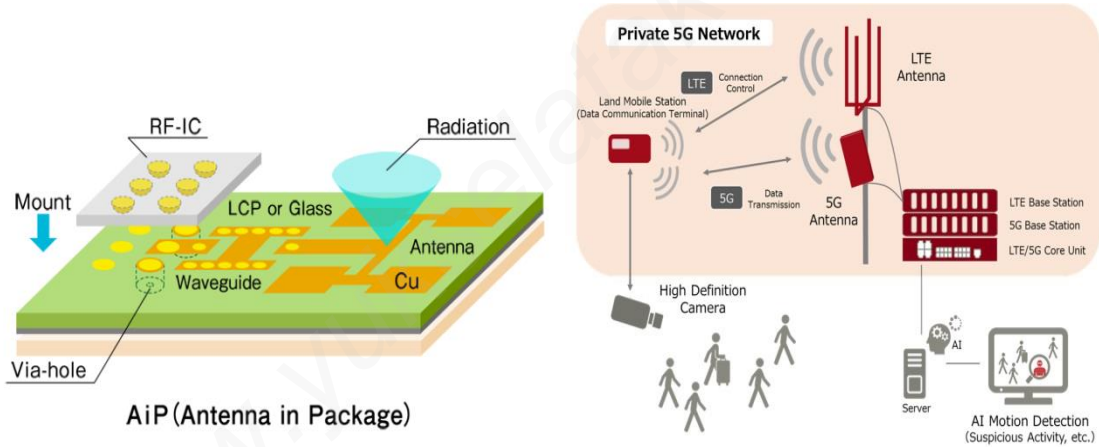 RF-IC
Radiation
Mount
LCP or Glass
Antenna
Waveguide
Cu
Via-hole
AiP(Antenna in Package)
Private 5G Network
LTE
Antenna
LTE
Connection
Control
Land Mobile Station
(Data Communication Terminal)
5G
Data
Transmission
5G
Antenna
LTE Base Station
5G Base Station
LTE/5G Core Unit
High Definition
Camera
AI
Server
AI Motion Detection
(Suspicious Activity, etc.)